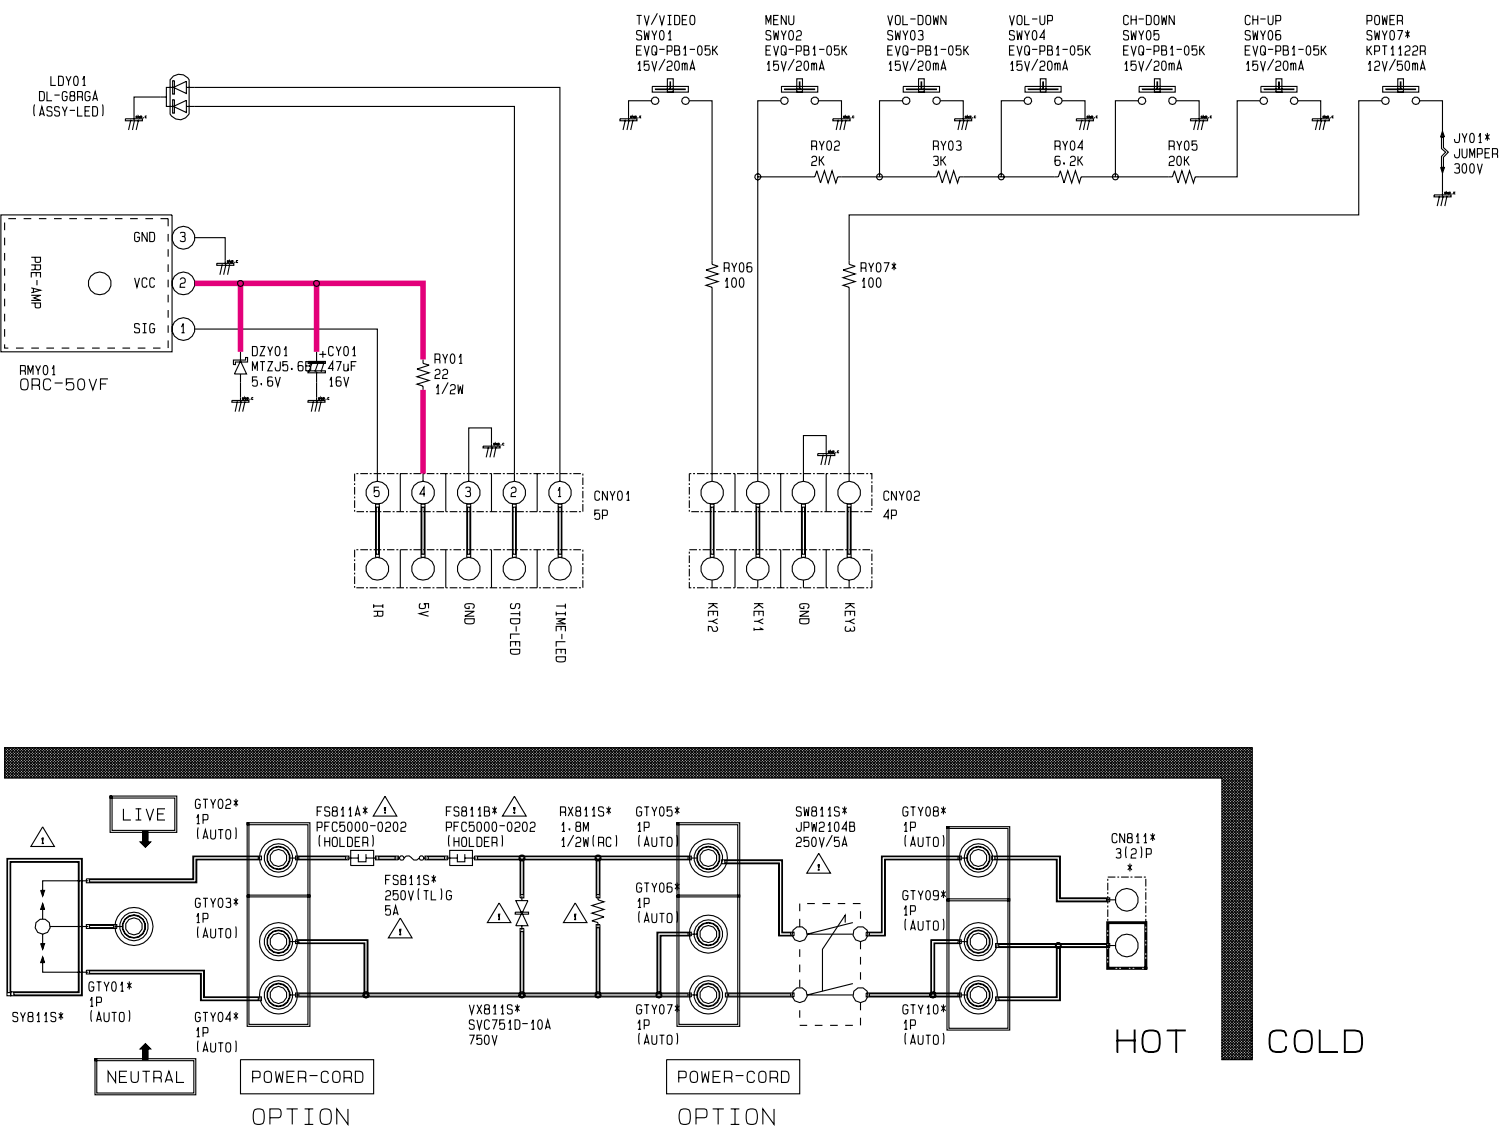 TV/VIDEO
SWY01
EVQ-PB1-05K
15V/20mA
MENU
SWY02
EVQ-PB1-05K
15V/20mA
VOL-DOWN
SWY03
EVQ-PB1-05K
15V/20mA
VOL-UP
SWY04
EVQ-PB1-05K
15V/20mA
CH-DOWN
SWY05
EVQ-PB1-05K
15V/20mA
CH-UP
SWY06
EVQ-PB1-05K
15V/20mA
POWER
SWY07*
KPT1122R
12V/50mA
LDY01
DL-G8RGA
(ASSY-LED)
RY02
2K
RY03
3K
RY04
6.2K
RY05
20K
JY01*
JUMPER
300V
PRE-AMP
GND
3
VCC
2
SIG
1
RMY01
ORC-50VF
DZY01
MTZJ5.6B
5.6V
+
CY01
47uF
16V
RY01
22
1/2W
RY06
100
RY07*
100
5
4
3
2
1
CNY01
5P
CNY02
4P
IR
5V
GND
STD-LED
TIME-LED
KEY2
KEY1
GND
KEY3
LIVE
GTY02*
1P
(AUTO)
FS811A*
PFC5000-0202
(HOLDER)
FS811B*
PFC5000-0202
(HOLDER)
RX811S*
1.8M
1/2W(RC)
GTY05*
1P
(AUTO)
SW811S*
JPW2104B
250V/5A
GTY08*
1P
(AUTO)
CN811*
3(2)P
*
FS811S*
250V(TL)G
5A
GTY03*
1P
(AUTO)
GTY06*
1P
(AUTO)
GTY09*
1P
(AUTO)
GTY01*
1P
(AUTO)
SY811S*
GTY04*
1P
(AUTO)
VX811S*
SVC751D-10A
750V
GTY07*
1P
(AUTO)
GTY10*
1P
(AUTO)
HOT
COLD
NEUTRAL
POWER-CORD
OPTION
POWER-CORD
OPTION